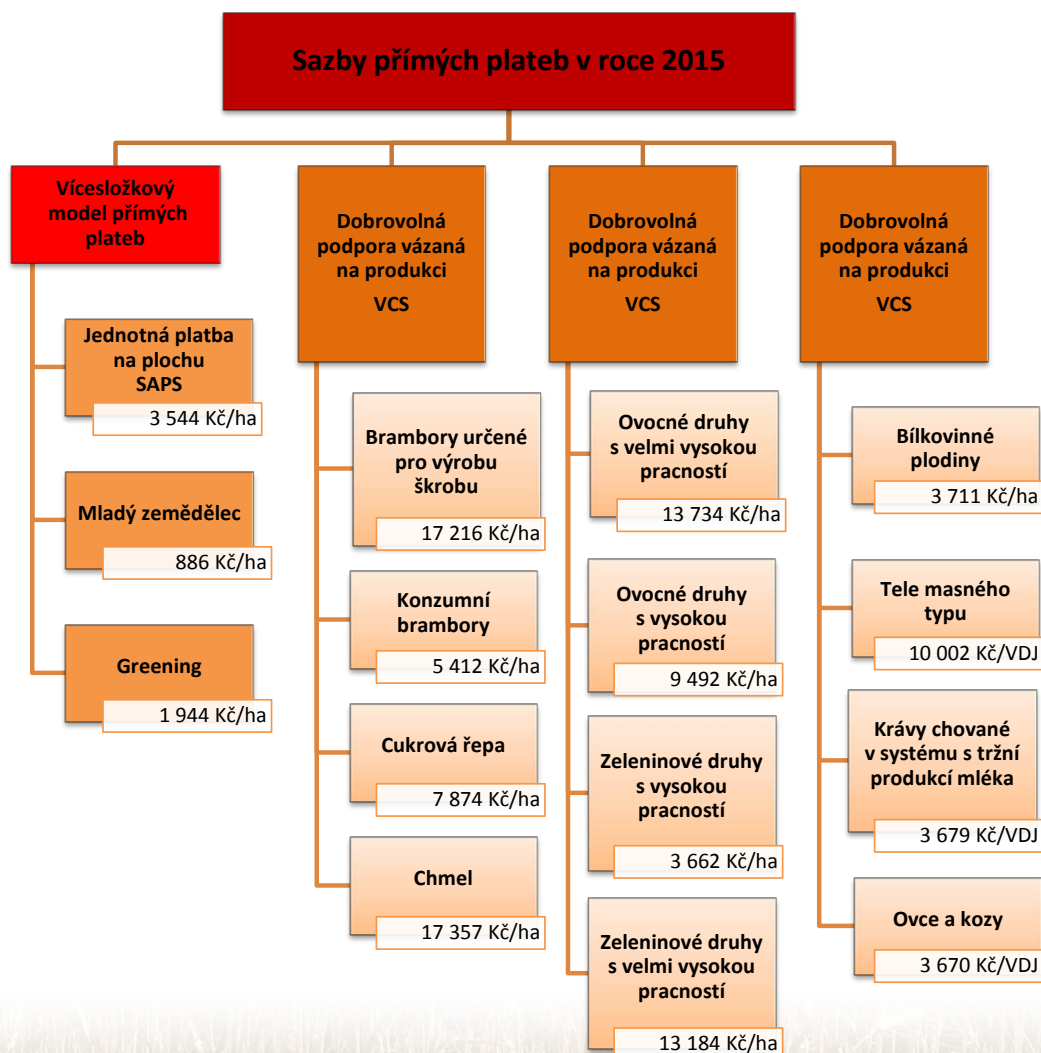 Sazby přímých plateb v roce 2015
Vícesložkový
model přímých
plateb
Jednotná platba
na plochu
SAPS
3 544 Kč/ha
Mladý zemědělec
886 Kč/ha
Greening
1 944 Kč/ha
Dobrovolná
podpora vázaná
na produkci
VCS
Brambory určené
pro výrobu
škrobu
17 216 Kč/ha
Konzumní
brambory
5 412 Kč/ha
Cukrová řepa
7 874 Kč/ha
Chmel
17 357 Kč/ha
Dobrovolná
podpora vázaná
na produkci
VCS
Ovocné druhy
s velmi vysokou
pracností
13 734 Kč/ha
Ovocné druhy
s vysokou
pracností
9 492 Kč/ha
Zeleninové druhy
s vysokou
pracností
3 662 Kč/ha
Zeleninové druhy
s velmi vysokou
pracností
13 184 Kč/ha
Dobrovolná
podpora vázaná
na produkci
VCS
Bílkovinné
plodiny
3 711 Kč/ha
Tele masného
typu
10 002 Kč/VDJ
Krávy chované
v systému s tržní
produkcí mléka
3 679 Kč/VDJ
Ovce a kozy
3 670 Kč/VDJ